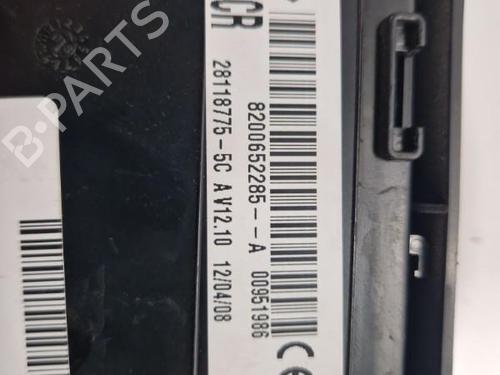 CR
8200652285--A 00951986
28118775-5C A V12.10 12/04/08
CE
B-PARTS